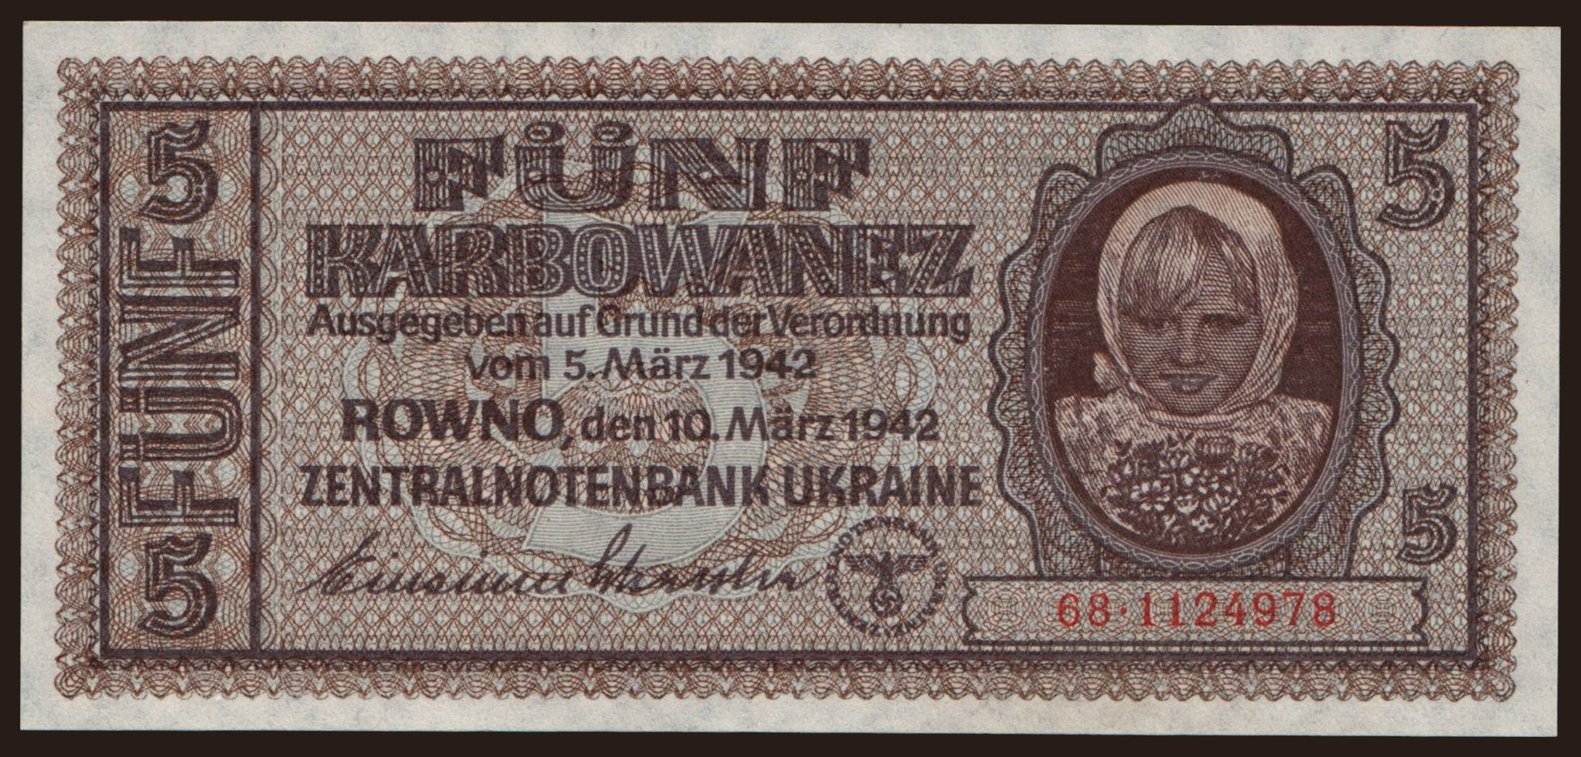 5 FÜNF 5
FÜNF
KARBOWANEZ
Ausgegeben auf Grund der Verordnung
vom 5. März 1942
ROWNO, den 10. März 1942
ZENTRALNOTENBANK UKRAINE
5
5
68·1124978